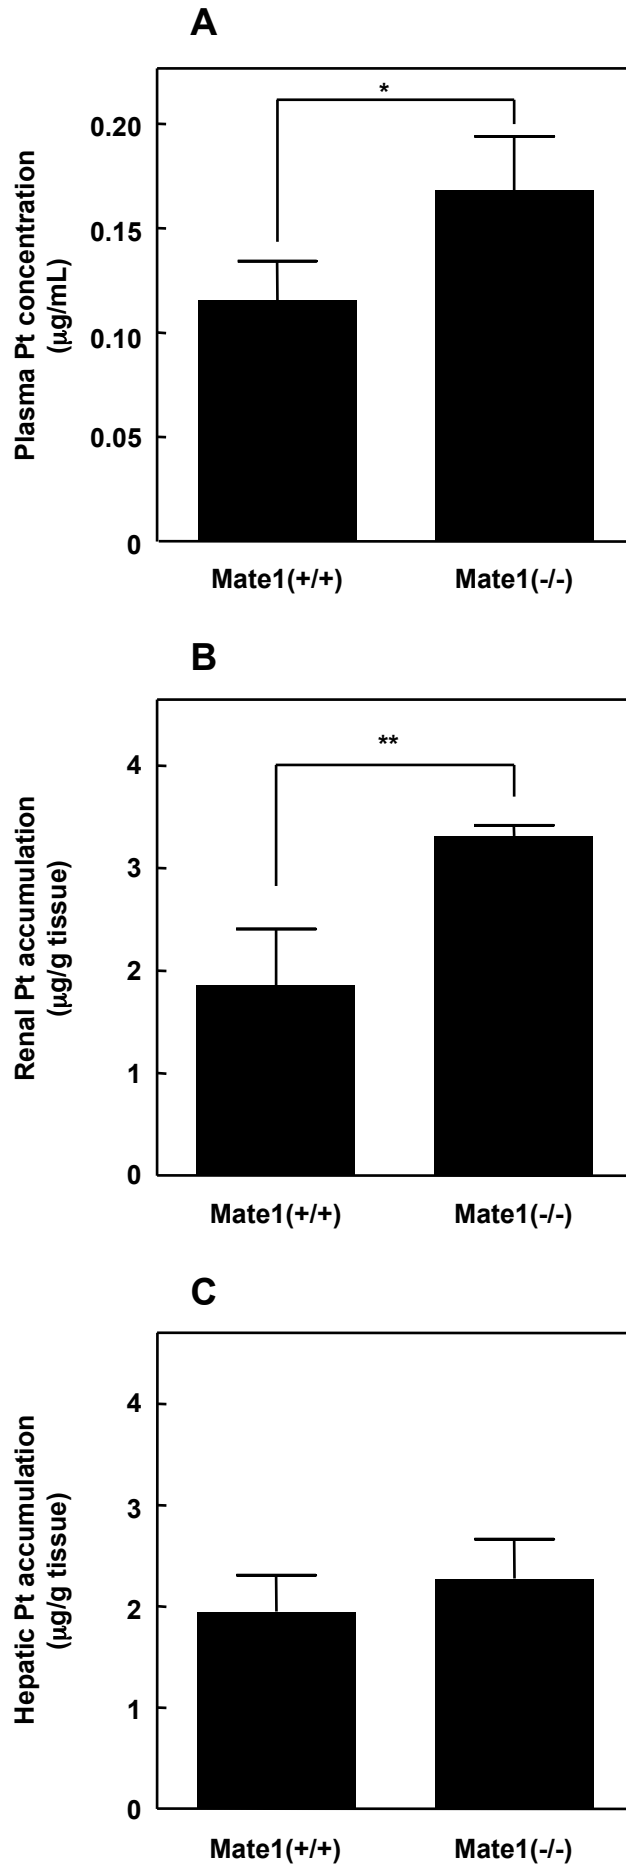 A
Plasma Pt concentration
(μg/mL)
0.20
0.15
0.10
0.05
0
*
Mate1(+/+) Mate1(-/-)
B
Renal Pt accumulation
(μg/g tissue)
4
3
2
1
0
**
Mate1(+/+) Mate1(-/-)
C
Hepatic Pt accumulation
(μg/g tissue)
4
3
2
1
0
Mate1(+/+) Mate1(-/-)